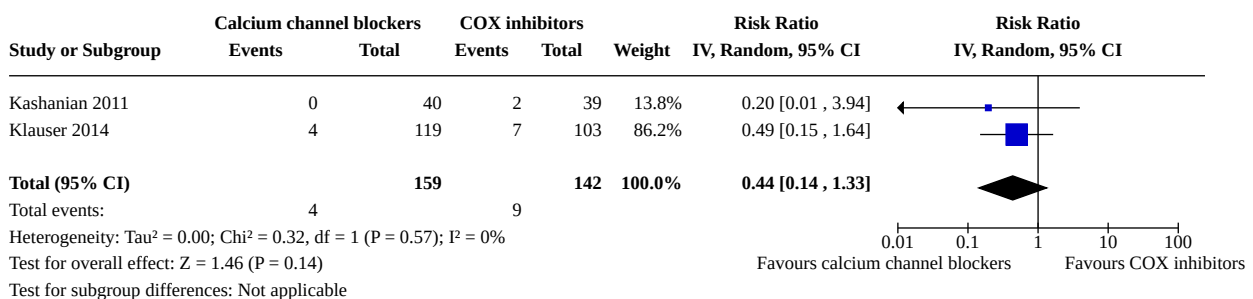 Calcium channel blockers COX inhibitors Risk Ratio Risk Ratio
Study or Subgroup Events Total Events Total Weight IV, Random, 95% CI IV, Random, 95% CI
Kashanian 2011 0 40 2 39 13.8% 0.20 [0.01 , 3.94]
Klauser 2014 4 119 7 103 86.2% 0.49 [0.15 , 1.64]
Total (95% CI) 159 142 100.0% 0.44 [0.14 , 1.33]
Total events: 4 9
Heterogeneity: Tau² = 0.00; Chi² = 0.32, df = 1 (P = 0.57); I² = 0%
0.01 0.1 1 10 100
Test for overall effect: Z = 1.46 (P = 0.14) Favours calcium channel blockers Favours COX inhibitors
Test for subgroup differences: Not applicable